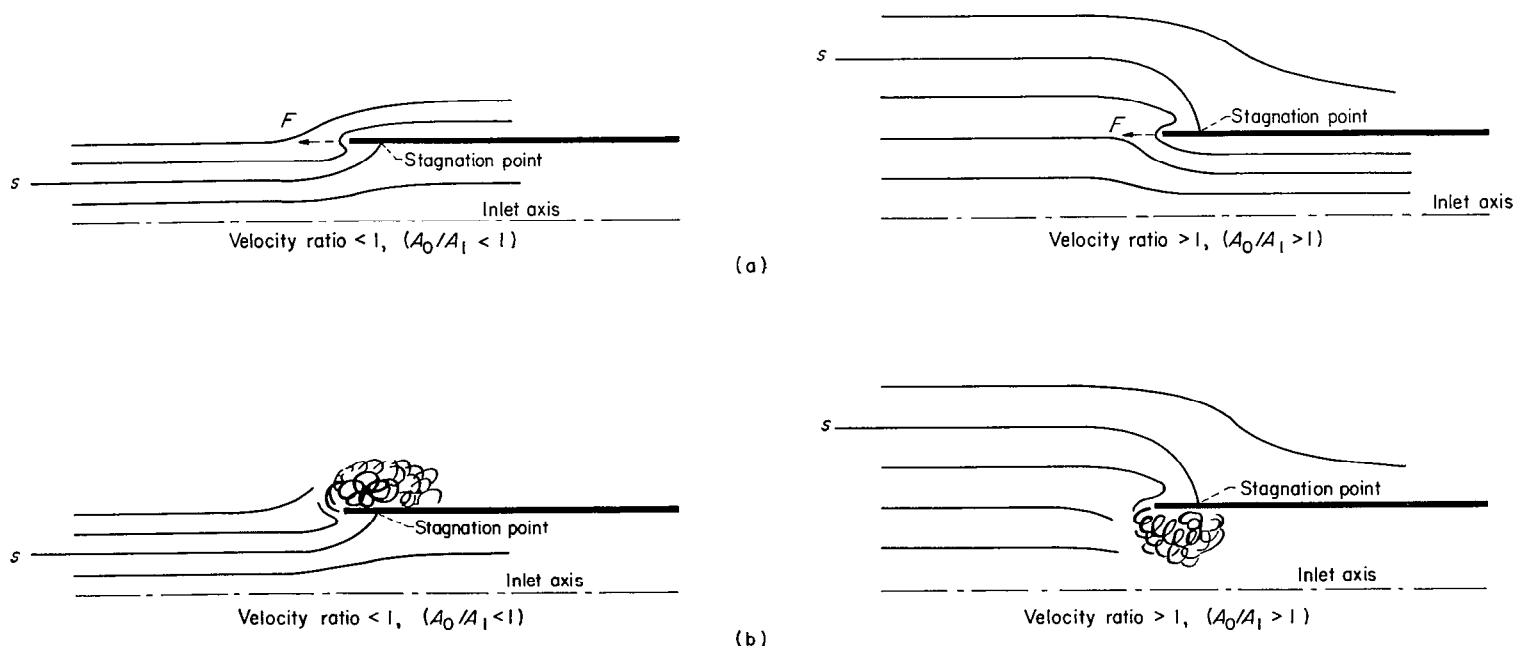 F
Stagnation point
s
Inlet axis
Velocity ratio < 1, (A₀/A₁ < 1)
s
Stagnation point
F
Inlet axis
Velocity ratio > 1, (A₀/A₁ > 1)
(a)
Stagnation point
s
Inlet axis
Velocity ratio < 1, (A₀/A₁ < 1)
s
Stagnation point
Inlet axis
Velocity ratio > 1, (A₀/A₁ > 1)
(b)